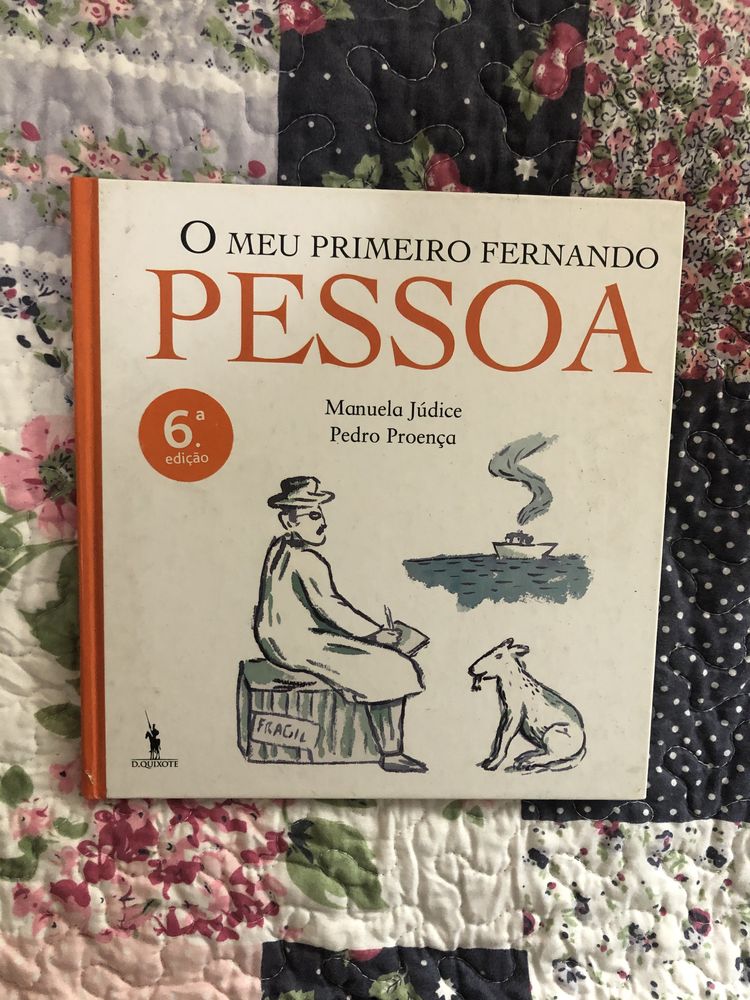 O MEU PRIMEIRO FERNANDO
PESSOA
Manuela Júdice
Pedro Proença
6.ª
edição
FRAGIL
D.QUIXOTE